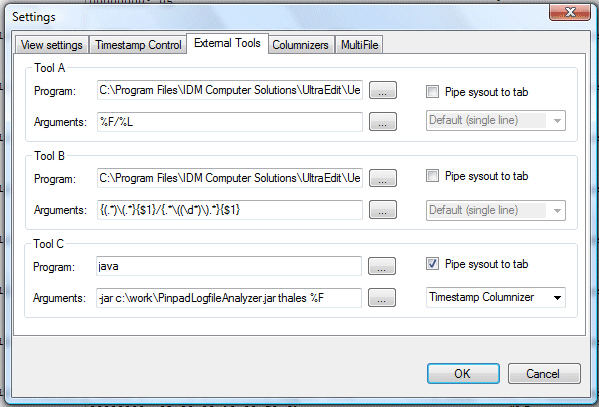 Settings
View settings Timestamp Control External Tools Columnizers MultiFile
Tool A
Program: C:\Program Files\IDM Computer Solutions\UltraEdit\Ue ... Pipe sysout to tab
Arguments: %F/%L ... Default (single line)
Tool B
Program: C:\Program Files\IDM Computer Solutions\UltraEdit\Ue ... Pipe sysout to tab
Arguments: {(.*)\(.*}{$1}/{.*\((\d*)\).*}{$1} ... Default (single line)
Tool C
Program: java ... Pipe sysout to tab
Arguments: -jar c:\work\PinpadLogfileAnalyzer.jar thales %F ... Timestamp Columnizer
OK Cancel